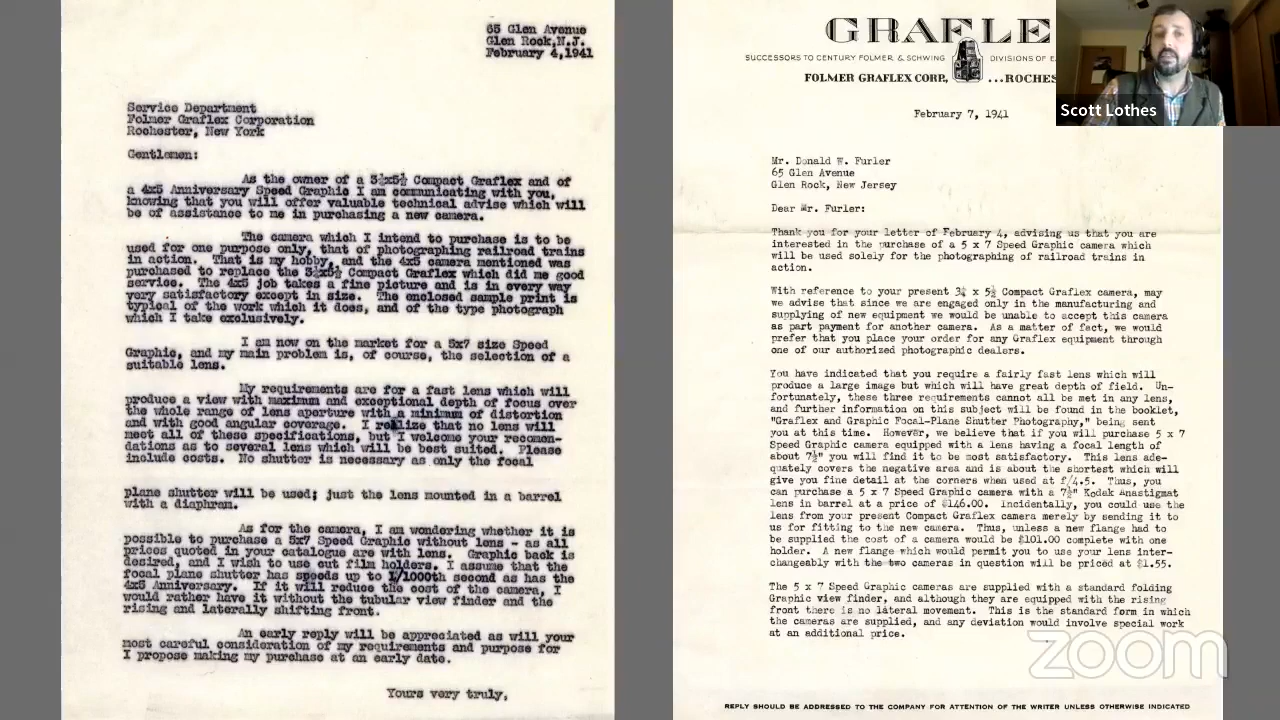 65 Glen Avenue
Glen Rock, N.J.
February 4, 1941
Service Department
Folmer Graflex Corporation
Rochester, New York
Gentlemen:
As the owner of a 3¼x5½ Compact Graflex and of
a 4x5 Anniversary Speed Graphic I am communicating with you,
knowing that you will offer valuable technical advise which will
be of assistance to me in purchasing a new camera.
The camera which I intend to purchase is to be
used for one purpose only, that of photographing railroad trains
in action. That is my hobby, and the 4x5 camera mentioned was
purchased to replace the 3¼x5½ Compact Graflex which did me good
service. The 4x5 job takes a fine picture and is in every way
very satisfactory except in size. The enclosed sample print is
typical of the work which it does, and of the type photograph
which I take exclusively.
I am now on the market for a 5x7 size Speed
Graphic, and my main problem is, of course, the selection of a
suitable lens.
My requirements are for a fast lens which will
produce a view with maximum and exceptional depth of focus over
the whole range of lens aperture with a minimum of distortion
and with good angular coverage. I realize that no lens will
meet all of these specifications, but I welcome your recomen-
dations as to several lens which will be best suited. Please
include costs. No shutter is necessary as only the focal
plane shutter will be used; just the lens mounted in a barrel
with a diaphram.
As for the camera, I am wondering whether it is
possible to purchase a 5x7 Speed Graphic without lens - as all
prices quoted in your catalogue are with lens. Graphic back is
desired, and I wish to use cut film holders. I assume that the
focal plane shutter has speeds up to 1/1000th second as has the
4x5 Anniversary. If it will reduce the cost of the camera, I
would rather have it without the tubular view finder and the
rising and laterally shifting front.
An early reply will be appreciated as will your
most careful consideration of my requirements and purpose for
I propose making my purchase at an early date.
Yours very truly,
GRAFLE
SUCCESSORS TO CENTURY FOLMER & SCHWING DIVISIONS OF
FOLMER GRAFLEX CORP., ...ROCHES
February 7, 1941
Mr. Donald W. Furler
65 Glen Avenue
Glen Rock, New Jersey
Dear Mr. Furler:
Thank you for your letter of February 4, advising us that you are
interested in the purchase of a 5 x 7 Speed Graphic camera which
will be used solely for the photographing of railroad trains in
action.
With reference to your present 3¼ x 5½ Compact Graflex camera, may
we advise that since we are engaged only in the manufacturing and
supplying of new equipment we would be unable to accept this camera
as part payment for another camera. As a matter of fact, we would
prefer that you place your order for any Graflex equipment through
one of our authorized photographic dealers.
You have indicated that you require a fairly fast lens which will
produce a large image but which will have great depth of field. Un-
fortunately, these three requirements cannot all be met in any lens,
and further information on this subject will be found in the booklet,
"Graflex and Graphic Focal-Plane Shutter Photography," being sent
you at this time. However, we believe that if you will purchase 5 x 7
Speed Graphic camera equipped with a lens having a focal length of
about 7½" you will find it to be most satisfactory. This lens ade-
quately covers the negative area and is about the shortest which will
give you fine detail at the corners when used at f/4.5. Thus, you
can purchase a 5 x 7 Speed Graphic camera with a 7½" Kodak Anastigmat
lens in barrel at a price of $146.00. Incidentally, you could use the
lens from your present Compact Graflex camera merely by sending it to
us for fitting to the new camera. Thus, unless a new flange had to
be supplied the cost of a camera would be $101.00 complete with one
holder. A new flange which would permit you to use your lens inter-
changeably with the two cameras in question will be priced at $1.55.
The 5 x 7 Speed Graphic cameras are supplied with a standard folding
Graphic view finder, and although they are equipped with the rising
front there is no lateral movement. This is the standard form in which
the cameras are supplied, and any deviation would involve special work
at an additional price.
REPLY SHOULD BE ADDRESSED TO THE COMPANY FOR ATTENTION OF THE WRITER UNLESS OTHERWISE INDICATED
Scott Lothes
zoom